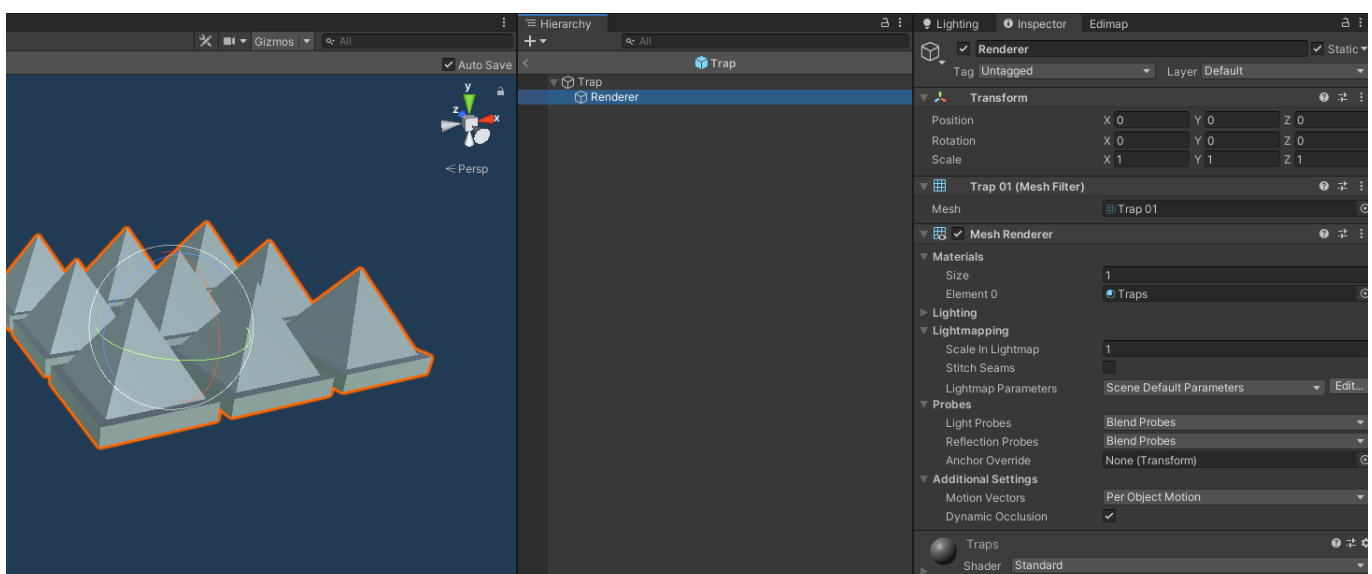 Hierarchy
Lighting
Inspector
Edimap
Gizmos
All
All
Renderer
Static
Auto Save
Trap
Tag Untagged
Layer Default
Trap
Renderer
Transform
y
z
x
Persp
Position X 0 Y 0 Z 0
Rotation X 0 Y 0 Z 0
Scale X 1 Y 1 Z 1
Trap 01 (Mesh Filter)
Mesh Trap 01
Mesh Renderer
Materials
Size 1
Element 0 Traps
Lighting
Lightmapping
Scale In Lightmap 1
Stitch Seams
Lightmap Parameters Scene Default Parameters Edit...
Probes
Light Probes Blend Probes
Reflection Probes Blend Probes
Anchor Override None (Transform)
Additional Settings
Motion Vectors Per Object Motion
Dynamic Occlusion
Traps
Shader Standard